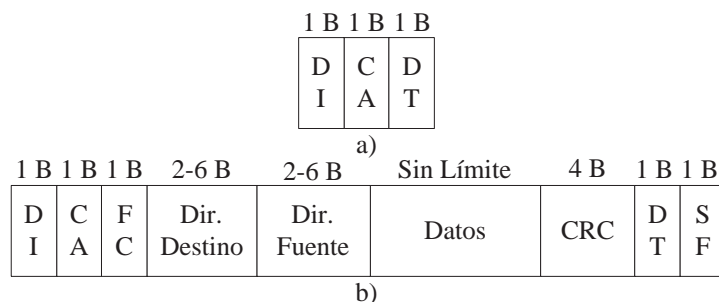 1 B 1 B 1 B
D C D
I A T
a)
1 B 1 B 1 B 2-6 B 2-6 B Sin Límite 4 B 1 B 1 B
D C F Dir. Dir. Datos CRC D S
I A C Destino Fuente T F
b)